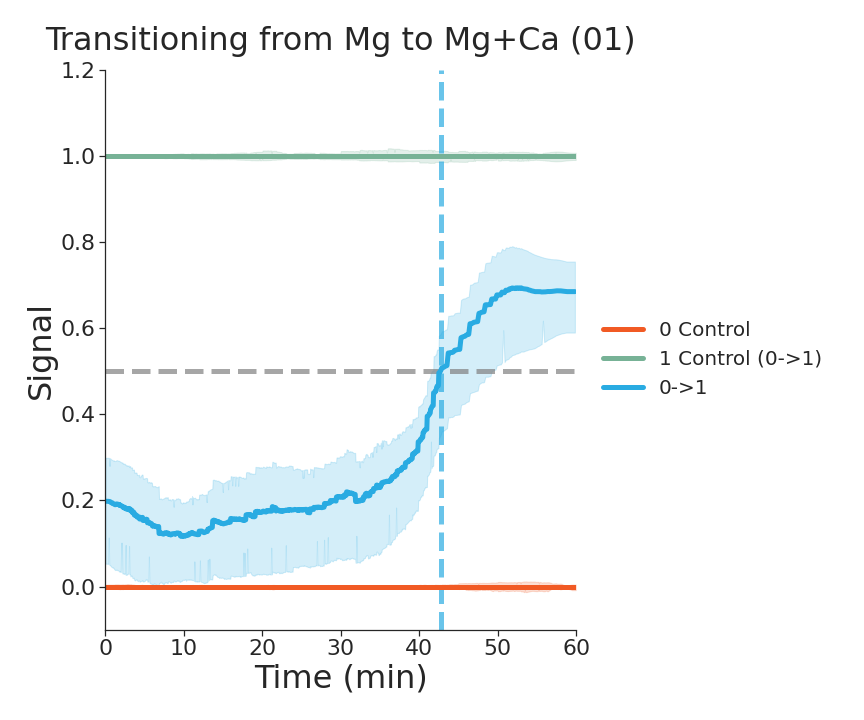 Transitioning from Mg to Mg+Ca (01)
1.2
1.0
0.8
0.6
0.4
0.2
0.0
Signal
0 10 20 30 40 50 60
Time (min)
0 Control
1 Control (0->1)
0->1